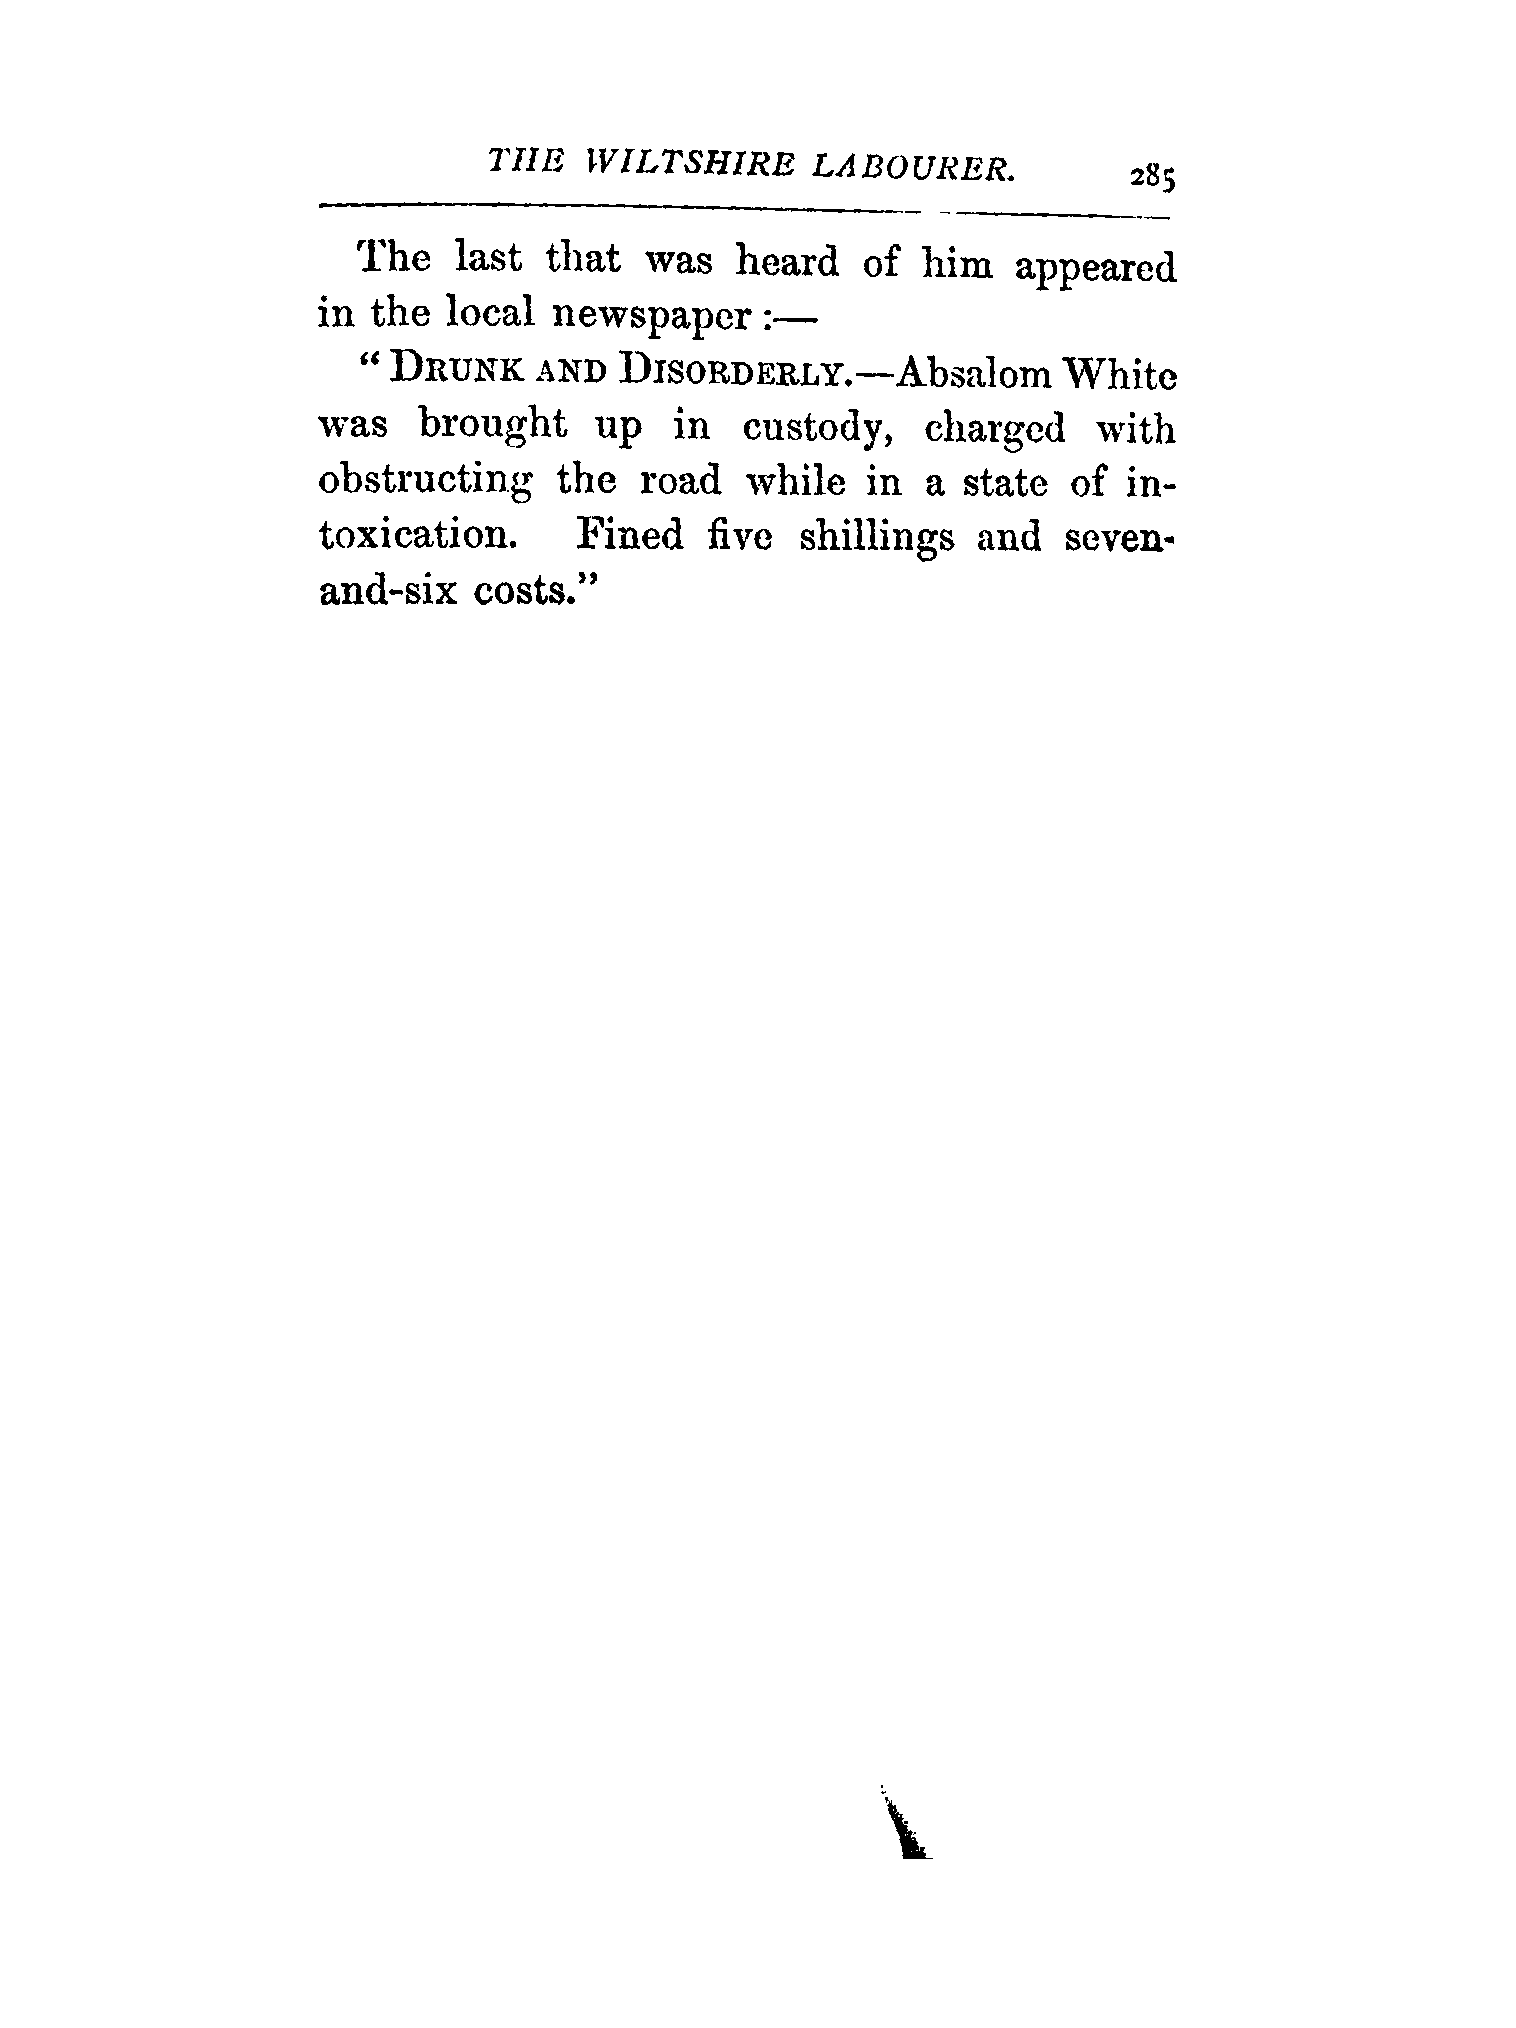 THE WILTSHIRE LABOURER. 285
The last that was heard of him appeared
in the local newspaper :—
“ DRUNK AND DISORDERLY.—Absalom White
was brought up in custody, charged with
obstructing the road while in a state of in-
toxication. Fined five shillings and seven-
and-six costs.”